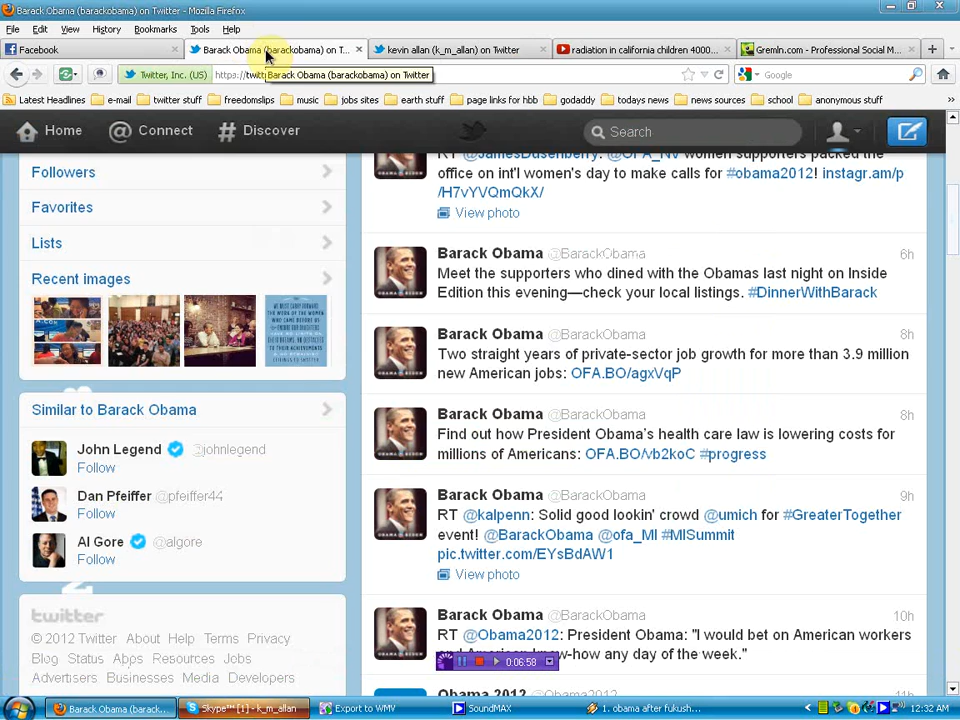 Barack Obama (barackobama) on Twitter - Mozilla Firefox
File Edit View History Bookmarks Tools Help
Facebook
Barack Obama (barackobama) on T...
kevin allan (k_m_allan) on Twitter
radiation in california children 4000...
Gremln.com - Professional Social M...
Twitter, Inc. (US)
Barack Obama (barackobama) on Twitter
Google
Latest Headlines e-mail twitter stuff freedomslips music jobs sites earth stuff page links for hbb godaddy todays news news sources school anonymous stuff
Home @ Connect # Discover
Search
Followers
Favorites
Lists
Recent images
Similar to Barack Obama
John Legend @johnlegend
Follow
Dan Pfeiffer @pfeiffer44
Follow
Al Gore @algore
Follow
twitter
© 2012 Twitter About Help Terms Privacy
Blog Status Apps Resources Jobs
Advertisers Businesses Media Developers
RT @JamesDusenberry: @OFA_NV women supporters packed the
office on int'l women's day to make calls for #obama2012! instagr.am/p
/H7vYVQmQkX/
View photo
Barack Obama @BarackObama 6h
Meet the supporters who dined with the Obamas last night on Inside
Edition this evening—check your local listings. #DinnerWithBarack
Barack Obama @BarackObama 8h
Two straight years of private-sector job growth for more than 3.9 million
new American jobs: OFA.BO/agxVqP
Barack Obama @BarackObama 8h
Find out how President Obama's health care law is lowering costs for
millions of Americans: OFA.BO/vb2koC #progress
Barack Obama @BarackObama 9h
RT @kalpenn: Solid good lookin' crowd @umich for #GreaterTogether
event! @BarackObama @ofa_MI #MISummit
pic.twitter.com/EYsBdAW1
View photo
Barack Obama @BarackObama 10h
RT @Obama2012: President Obama: "I would bet on American workers
know-how any day of the week."
0:06:58
Obama 2012 @Obama2012 11h
Barack Obama (barack...
Skype™ [1] - k_m_allan
Export to WMV
SoundMAX
1. obama after fukush...
12:32 AM